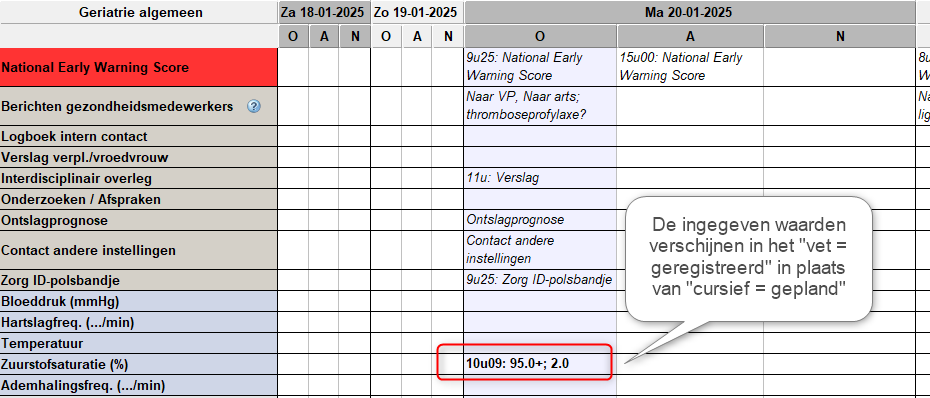 Geriatrie algemeen Za 18-01-2025 Zo 19-01-2025 Ma 20-01-2025
O A N O A N O A N
National Early Warning Score 9u25: National Early 15u00: National Early 8u
Warning Score Warning Score W
Berichten gezondheidsmedewerkers ? Naar VP, Naar arts; Na
thromboseprofylaxe? lig
Logboek intern contact
Verslag verpl./vroedvrouw
Interdisciplinair overleg 11u: Verslag
Onderzoeken / Afspraken
Ontslagprognose Ontslagprognose
Contact andere instellingen Contact andere
instellingen
Zorg ID-polsbandje 9u25: Zorg ID-polsbandje
Bloeddruk (mmHg)
Hartslagfreq. (.../min)
Temperatuur
Zuurstofsaturatie (%) 10u09: 95.0+; 2.0
Ademhalingsfreq. (.../min)
De ingegeven waarden
verschijnen in het "vet =
geregistreerd" in plaats
van "cursief = gepland"